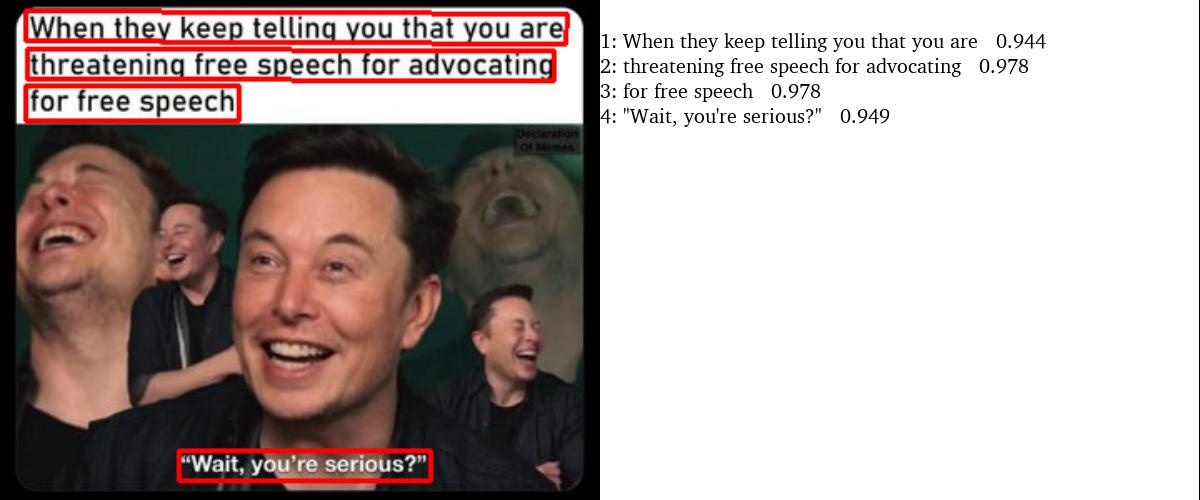 When they keep telling you that you are
threatening free speech for advocating
for free speech
Declaration
Of Memes
“Wait, you’re serious?”
1: When they keep telling you that you are 0.944
2: threatening free speech for advocating 0.978
3: for free speech 0.978
4: "Wait, you're serious?" 0.949